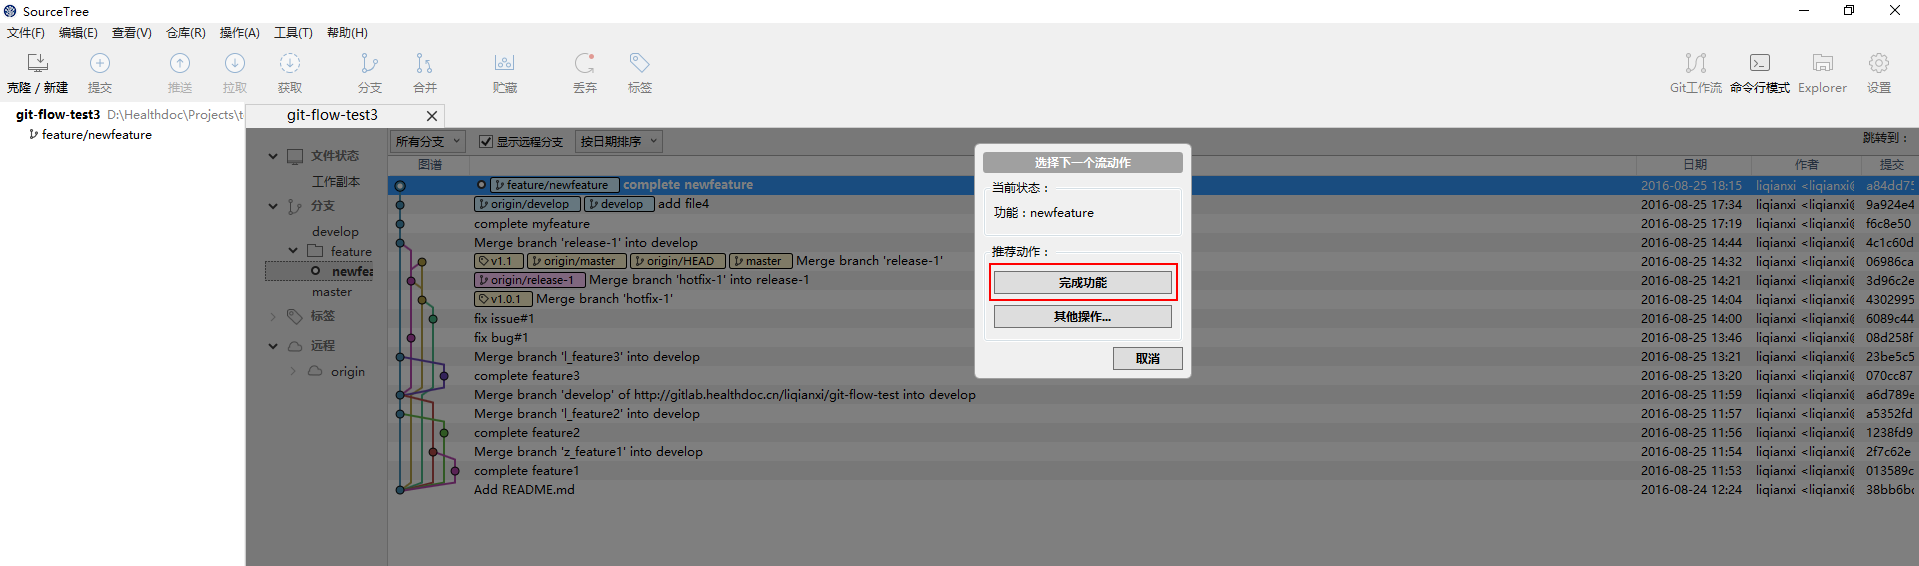 SourceTree
文件(F) 编辑(E) 查看(V) 仓库(R) 操作(A) 工具(T) 帮助(H)
克隆 / 新建 提交 推送 拉取 获取 分支 合并 贮藏 丢弃 标签 Git工作流 命令行模式 Explorer 设置
git-flow-test3 D:\Healthdoc\Projects\t
feature/newfeature
git-flow-test3
文件状态
工作副本
分支
develop
feature
newfea
master
标签
远程
origin
所有分支 显示远程分支 按日期排序 跳转到：
图谱 日期 作者 提交
feature/newfeature complete newfeature 2016-08-25 18:15 liqianxi <liqianxi@ a84dd75
origin/develop develop add file4 2016-08-25 17:34 liqianxi <liqianxi@ 9a924e4
complete myfeature 2016-08-25 17:19 liqianxi <liqianxi@ f6c8e50
Merge branch 'release-1' into develop 2016-08-25 14:44 liqianxi <liqianxi@ 4c1c60d
v1.1 origin/master origin/HEAD master Merge branch 'release-1' 2016-08-25 14:32 liqianxi <liqianxi@ 06986ca
origin/release-1 Merge branch 'hotfix-1' into release-1 2016-08-25 14:21 liqianxi <liqianxi@ 3d96c2e
v1.0.1 Merge branch 'hotfix-1' 2016-08-25 14:04 liqianxi <liqianxi@ 4302995
fix issue#1 2016-08-25 14:00 liqianxi <liqianxi@ 6089c44
fix bug#1 2016-08-25 13:46 liqianxi <liqianxi@ 08d258f
Merge branch 'l_feature3' into develop 2016-08-25 13:21 liqianxi <liqianxi@ 23be5c5
complete feature3 2016-08-25 13:20 liqianxi <liqianxi@ 070cc87
Merge branch 'develop' of http://gitlab.healthdoc.cn/liqianxi/git-flow-test into develop 2016-08-25 11:59 liqianxi <liqianxi@ a6d789e
Merge branch 'l_feature2' into develop 2016-08-25 11:57 liqianxi <liqianxi@ a5352fd
complete feature2 2016-08-25 11:56 liqianxi <liqianxi@ 1238fd9
Merge branch 'z_feature1' into develop 2016-08-25 11:54 liqianxi <liqianxi@ 2f7c62e
complete feature1 2016-08-25 11:53 liqianxi <liqianxi@ 013589c
Add README.md 2016-08-24 12:24 liqianxi <liqianxi@ 38bb6bc
选择下一个流动作
当前状态：
功能：newfeature
推荐动作：
完成功能
其他操作...
取消